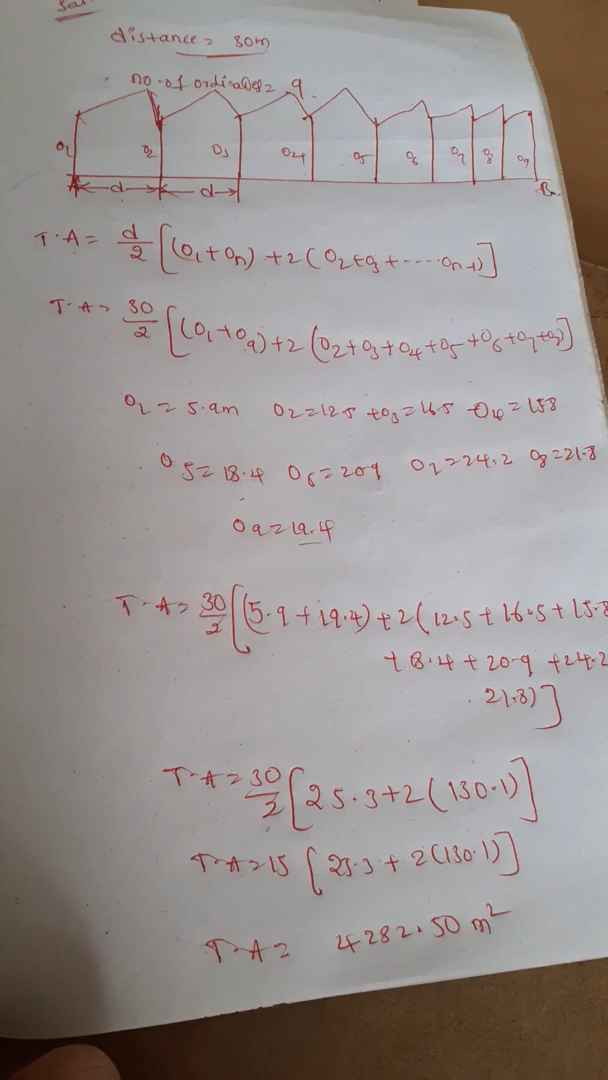 Sol
distance = 30m
no. of ordinates = 9.
O1 O2 O3 O4 O5 O6 O7 O8 O9
A d d B
T.A = d/2 [(O1+On) + 2(O2+O3+-----On-1)]
T.A = 30/2 [(O1+O9)+2(O2+O3+O4+O5+O6+O7+O8)]
O1 = 5.9m O2=12.5 O3=16.5 O4=15.8
O5=18.4 O6=20.9 O7=24.2 O8=21.8
O9=19.4
T.A= 30/2 [(5.9+19.4)+2(12.5+16.5+15.8
+8.4+20.9+24.2
21.8)]
T.A=30/2[25.3+2(130.1)]
T.A=15 [25.3+2(130.1)]
T.A= 4282.50 m²